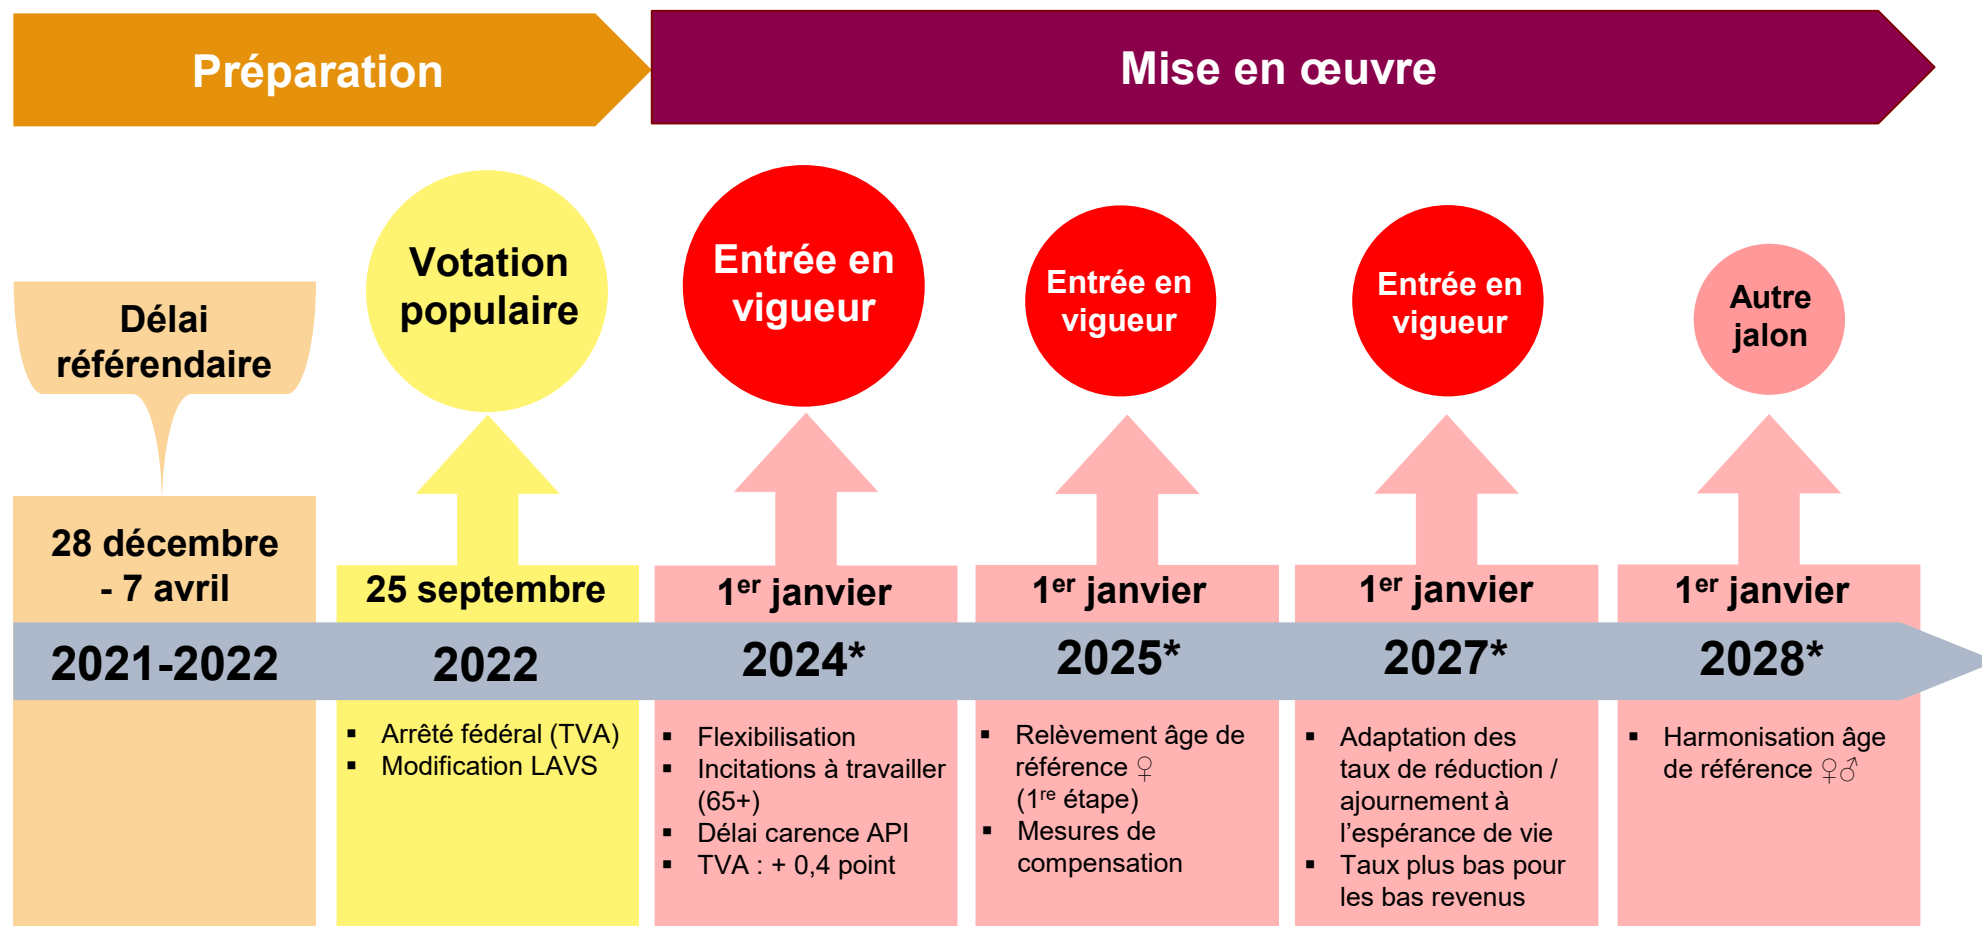 Préparation
Mise en œuvre
Délai
référendaire
Votation
populaire
Entrée en
vigueur
Entrée en
vigueur
Entrée en
vigueur
Autre
jalon
28 décembre
- 7 avril
25 septembre
1er janvier
1er janvier
1er janvier
1er janvier
2021-2022
2022
2024*
2025*
2027*
2028*
▪ Arrêté fédéral (TVA)
▪ Modification LAVS
▪ Flexibilisation
▪ Incitations à travailler
(65+)
▪ Délai carence API
▪ TVA : + 0,4 point
▪ Relèvement âge de
référence ♀
(1re étape)
▪ Mesures de
compensation
▪ Adaptation des
taux de réduction /
ajournement à
l’espérance de vie
▪ Taux plus bas pour
les bas revenus
▪ Harmonisation âge
de référence ♀♂